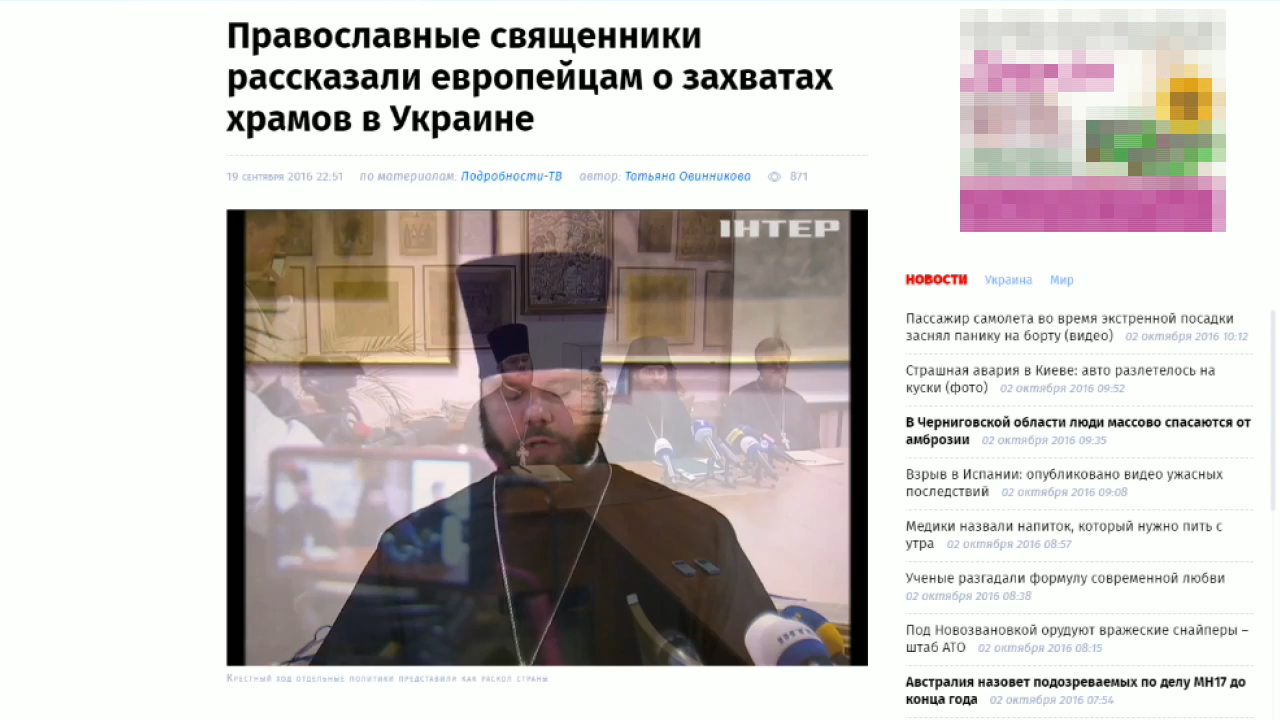 Православные священники
рассказали европейцам о захватах
храмов в Украине
19 сентября 2016 22:51 по материалам: Подробности-ТВ автор: Татьяна Овинникова 871
ІНТЕР
Крестный ход отдельные политики представили как раскол страны
НОВОСТИ Украина Мир
Пассажир самолета во время экстренной посадки
заснял панику на борту (видео) 02 октября 2016 10:12
Страшная авария в Киеве: авто разлетелось на
куски (фото) 02 октября 2016 09:52
В Черниговской области люди массово спасаются от
амброзии 02 октября 2016 09:35
Взрыв в Испании: опубликовано видео ужасных
последствий 02 октября 2016 09:08
Медики назвали напиток, который нужно пить с
утра 02 октября 2016 08:57
Ученые разгадали формулу современной любви
02 октября 2016 08:38
Под Новозвановкой орудуют вражеские снайперы –
штаб АТО 02 октября 2016 08:15
Австралия назовет подозреваемых по делу МН17 до
конца года 02 октября 2016 07:54